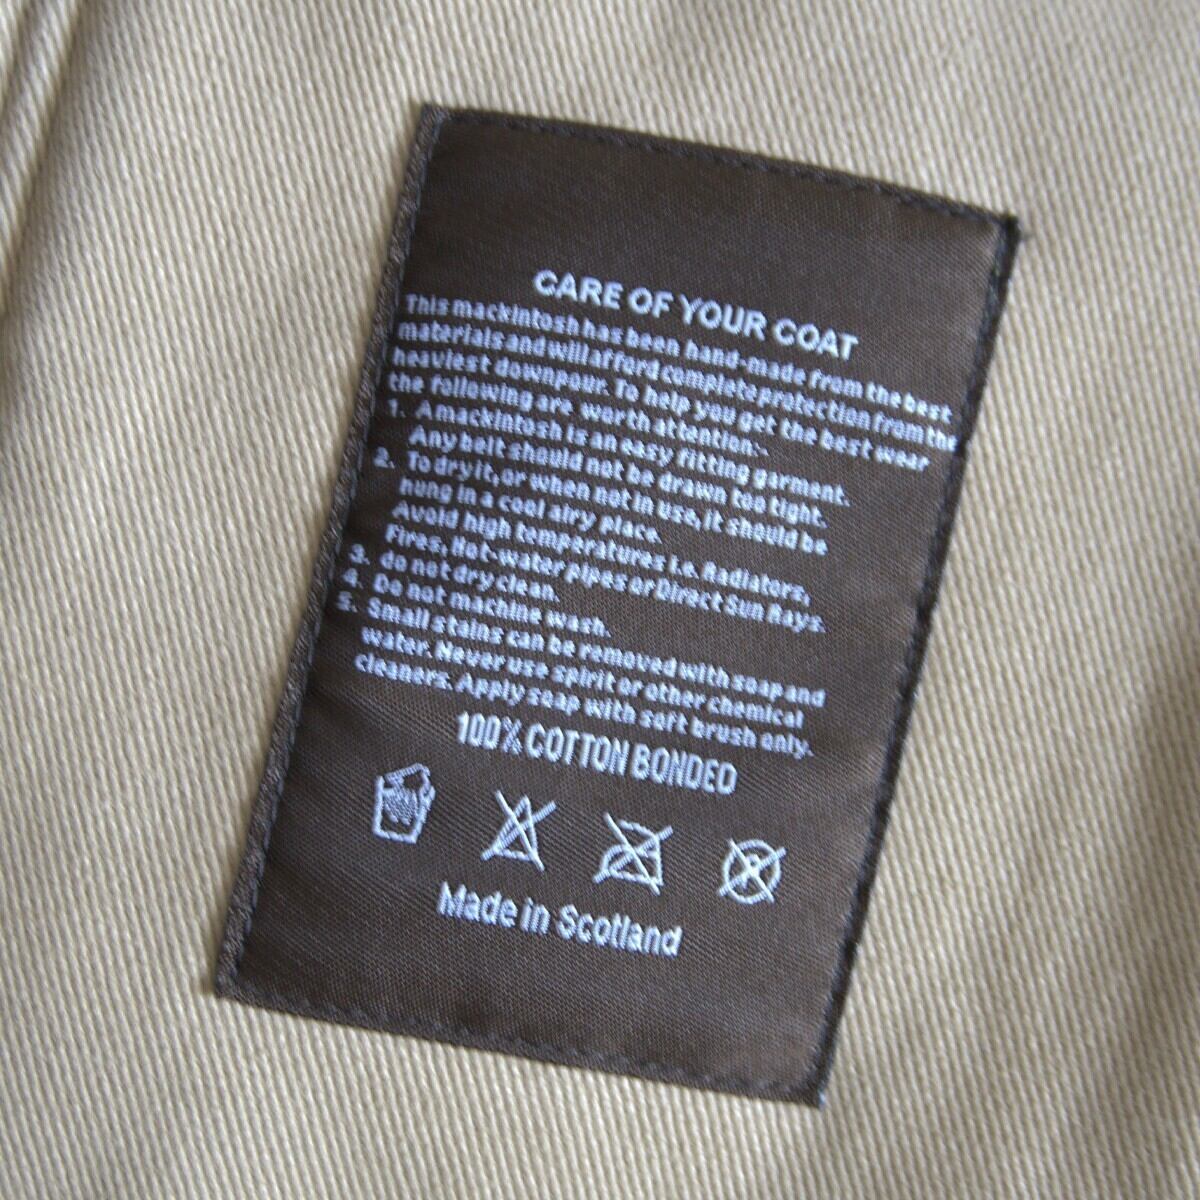 CARE OF YOUR COAT
This mackintosh has been hand-made from the best
materials and will afford complete protection from the
heaviest downpour. To help you get the best wear
the following are worth attention:-
1. A mackintosh is an easy fitting garment.
Any belt should not be drawn too tight.
2. To dry it, or when not in use, it should be
hung in a cool airy place.
Avoid high temperatures i.e. Radiators,
Fires, Hot-water pipes or Direct Sun Rays.
3. do not dry clean.
4. Do not machine wash.
5. Small stains can be removed with soap and
water. Never use spirit or other chemical
cleaners. Apply soap with soft brush only.
100% COTTON BONDED
Made in Scotland